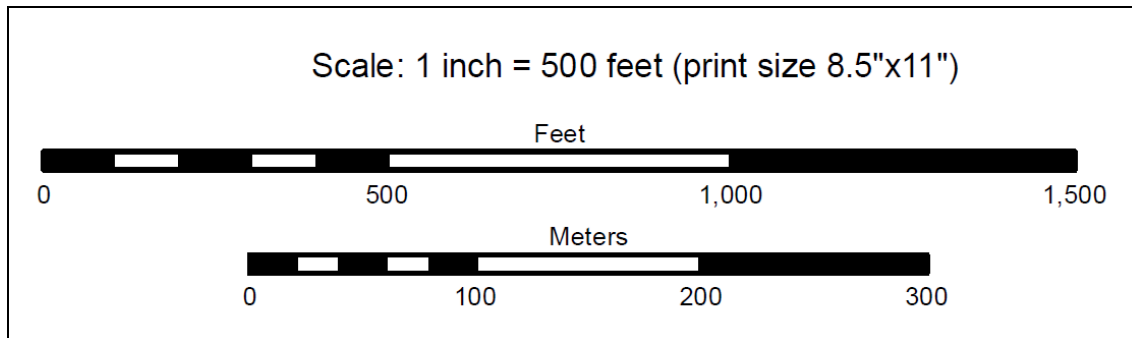 Scale: 1 inch = 500 feet (print size 8.5"x11")
Feet
0 500 1,000 1,500
Meters
0 100 200 300